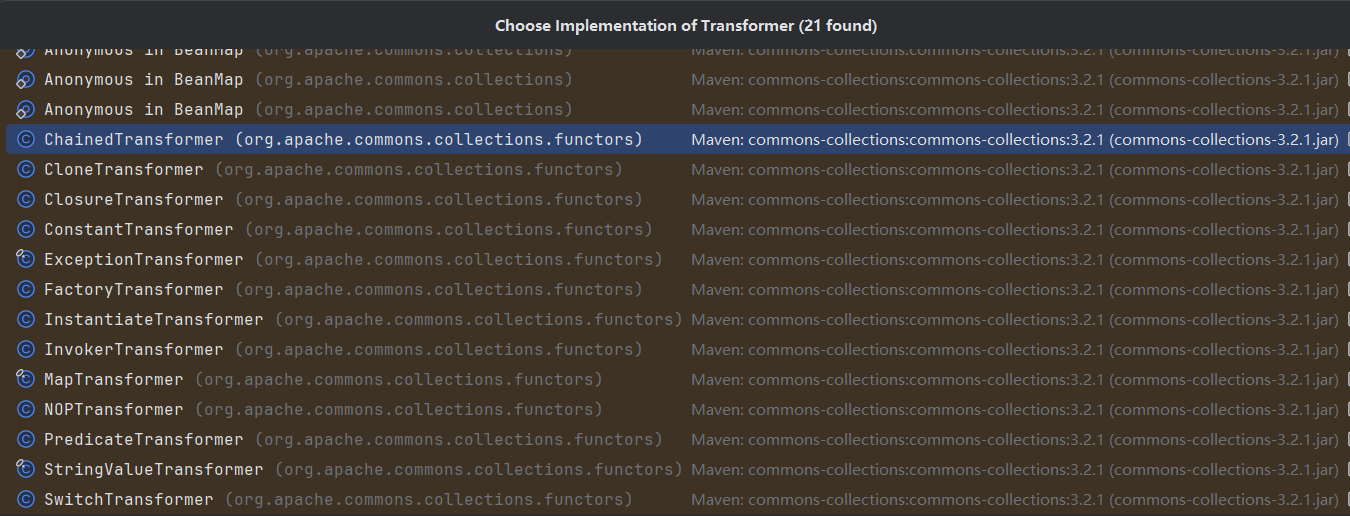 Choose Implementation of Transformer (21 found)
Anonymous in BeanMap (org.apache.commons.collections) Maven: commons-collections:commons-collections:3.2.1 (commons-collections-3.2.1.jar)
Anonymous in BeanMap (org.apache.commons.collections) Maven: commons-collections:commons-collections:3.2.1 (commons-collections-3.2.1.jar)
Anonymous in BeanMap (org.apache.commons.collections) Maven: commons-collections:commons-collections:3.2.1 (commons-collections-3.2.1.jar)
ChainedTransformer (org.apache.commons.collections.functors) Maven: commons-collections:commons-collections:3.2.1 (commons-collections-3.2.1.jar)
CloneTransformer (org.apache.commons.collections.functors) Maven: commons-collections:commons-collections:3.2.1 (commons-collections-3.2.1.jar)
ClosureTransformer (org.apache.commons.collections.functors) Maven: commons-collections:commons-collections:3.2.1 (commons-collections-3.2.1.jar)
ConstantTransformer (org.apache.commons.collections.functors) Maven: commons-collections:commons-collections:3.2.1 (commons-collections-3.2.1.jar)
ExceptionTransformer (org.apache.commons.collections.functors) Maven: commons-collections:commons-collections:3.2.1 (commons-collections-3.2.1.jar)
FactoryTransformer (org.apache.commons.collections.functors) Maven: commons-collections:commons-collections:3.2.1 (commons-collections-3.2.1.jar)
InstantiateTransformer (org.apache.commons.collections.functors) Maven: commons-collections:commons-collections:3.2.1 (commons-collections-3.2.1.jar)
InvokerTransformer (org.apache.commons.collections.functors) Maven: commons-collections:commons-collections:3.2.1 (commons-collections-3.2.1.jar)
MapTransformer (org.apache.commons.collections.functors) Maven: commons-collections:commons-collections:3.2.1 (commons-collections-3.2.1.jar)
NOPTransformer (org.apache.commons.collections.functors) Maven: commons-collections:commons-collections:3.2.1 (commons-collections-3.2.1.jar)
PredicateTransformer (org.apache.commons.collections.functors) Maven: commons-collections:commons-collections:3.2.1 (commons-collections-3.2.1.jar)
StringValueTransformer (org.apache.commons.collections.functors) Maven: commons-collections:commons-collections:3.2.1 (commons-collections-3.2.1.jar)
SwitchTransformer (org.apache.commons.collections.functors) Maven: commons-collections:commons-collections:3.2.1 (commons-collections-3.2.1.jar)